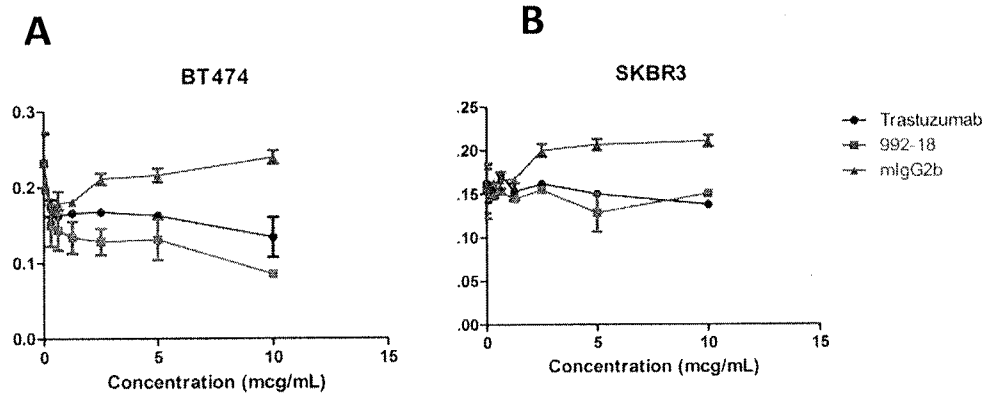 A
B
BT474
SKBR3
0.3
0.2
0.1
0.0
0
5
10
15
Concentration (mcg/mL)
.25
.20
.15
.10
.05
.00
0
5
10
15
Concentration (mcg/mL)
Trastuzumab
992-18
mIgG2b